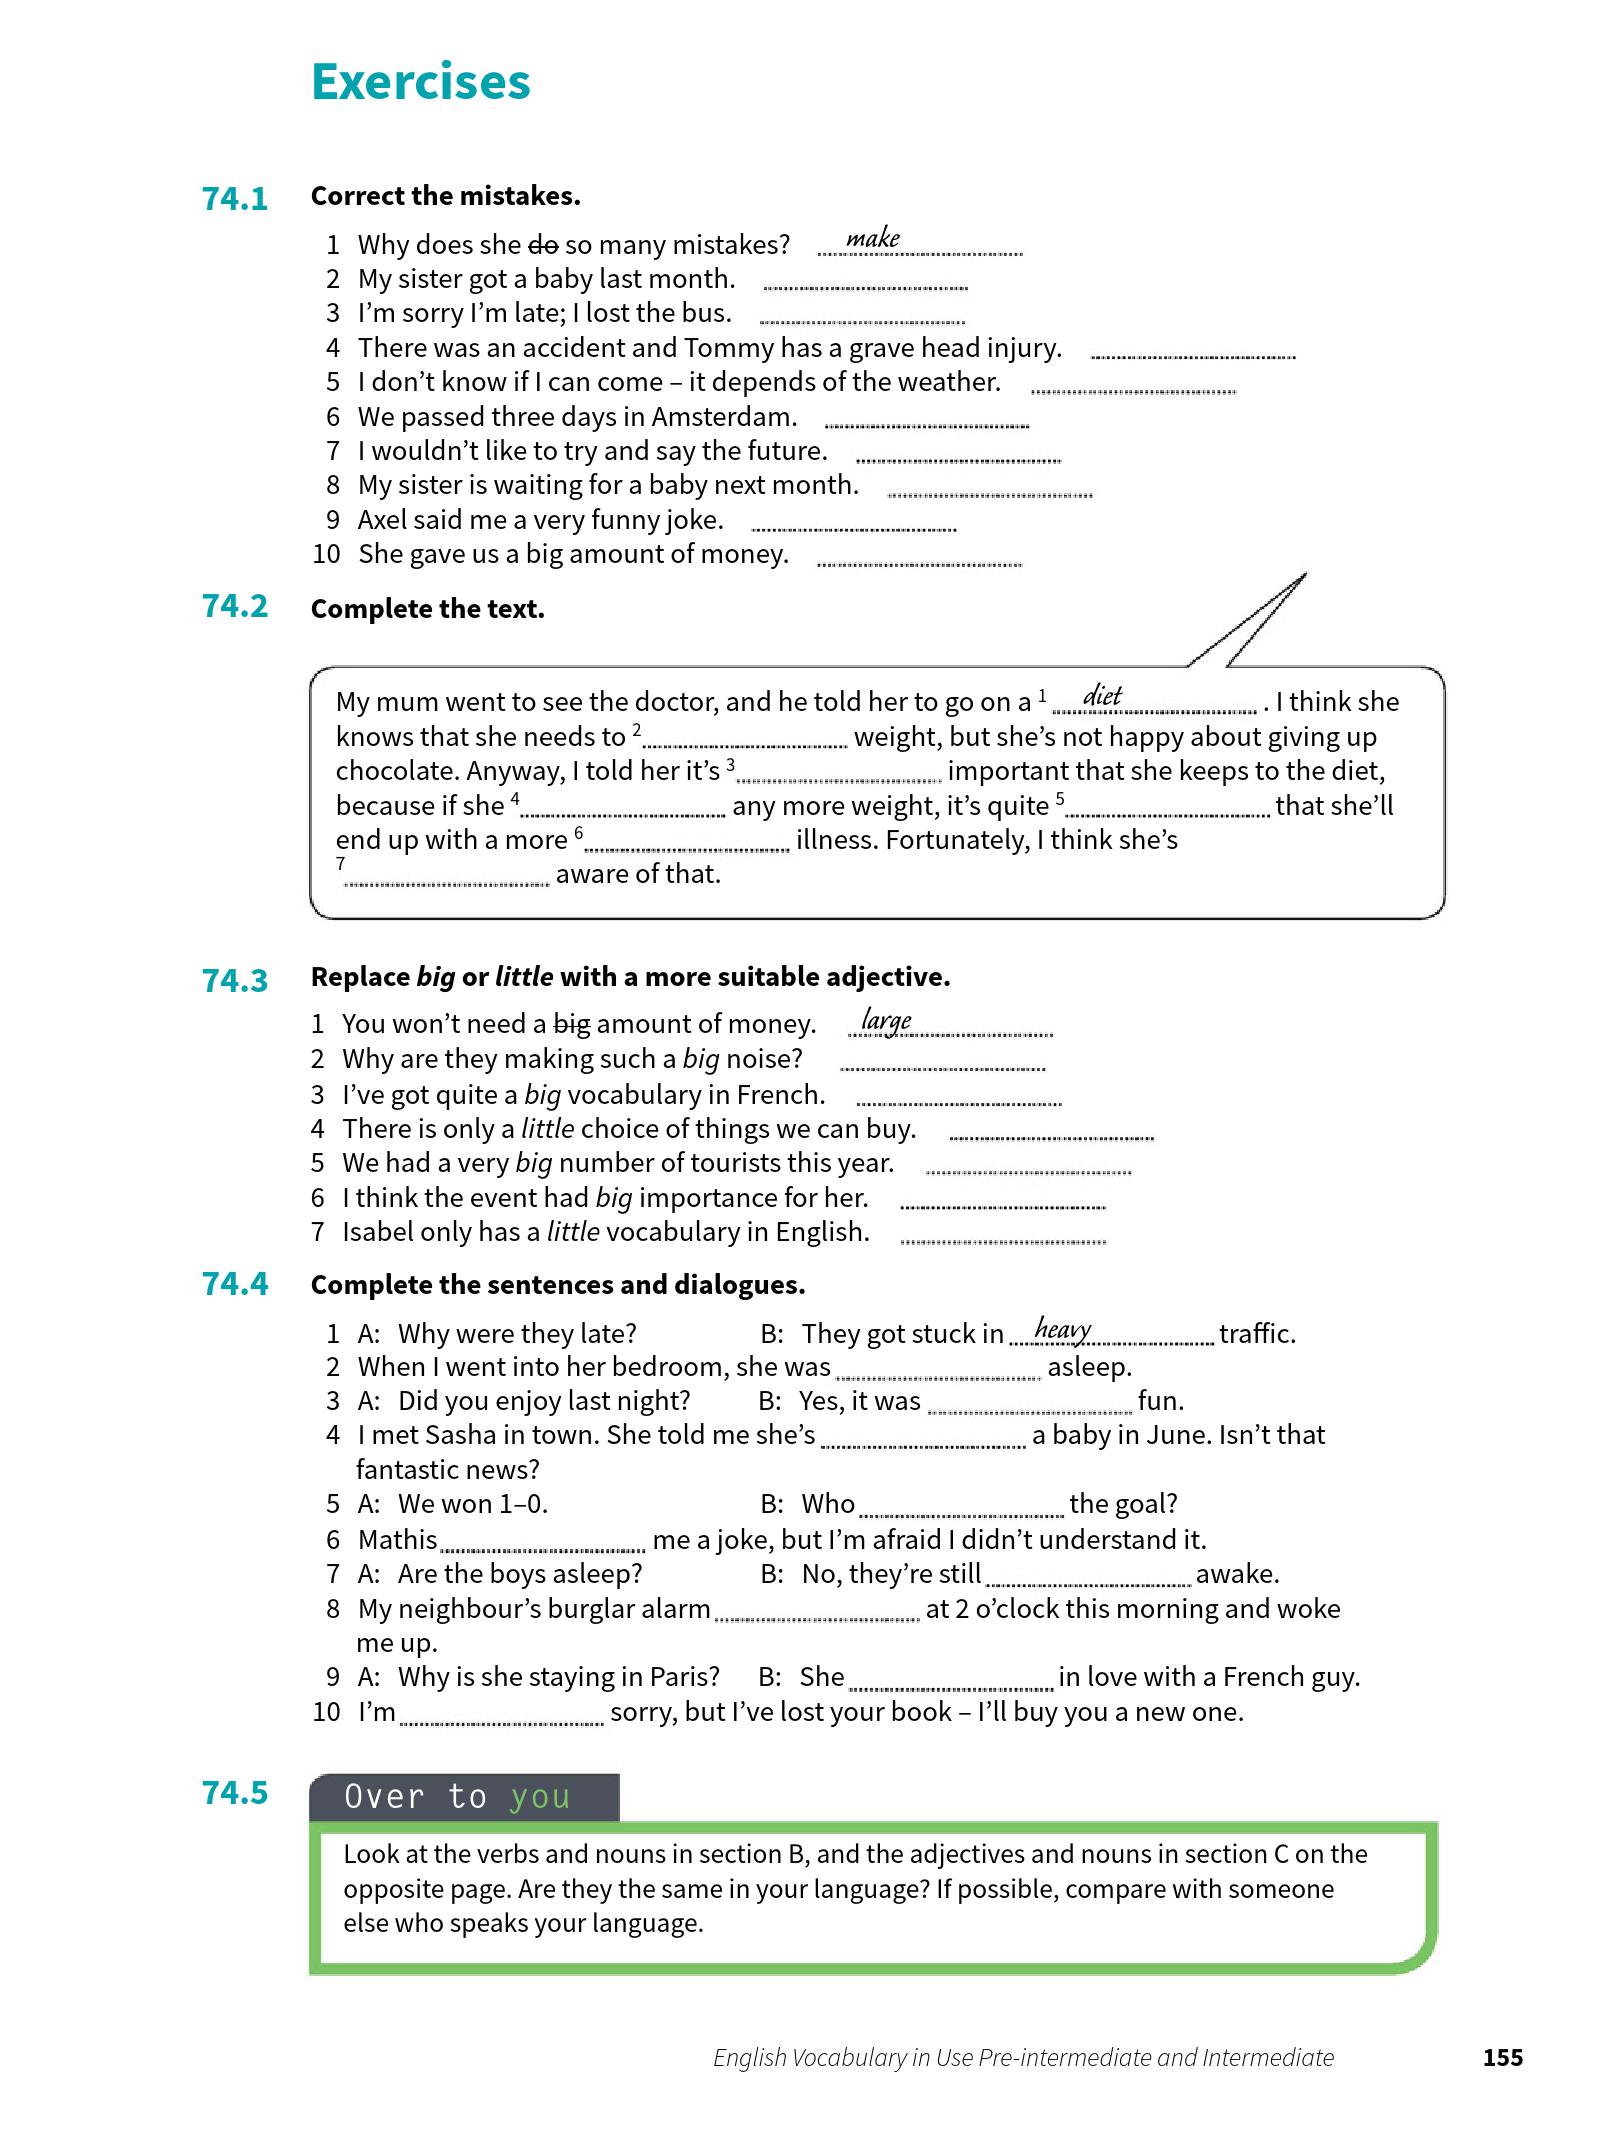 Exercises
74.1 Correct the mistakes.
1 Why does she do so many mistakes? make
2 My sister got a baby last month.
3 I’m sorry I’m late; I lost the bus.
4 There was an accident and Tommy has a grave head injury.
5 I don’t know if I can come – it depends of the weather.
6 We passed three days in Amsterdam.
7 I wouldn’t like to try and say the future.
8 My sister is waiting for a baby next month.
9 Axel said me a very funny joke.
10 She gave us a big amount of money.
74.2 Complete the text.
My mum went to see the doctor, and he told her to go on a 1 diet . I think she
knows that she needs to 2 weight, but she’s not happy about giving up
chocolate. Anyway, I told her it’s 3 important that she keeps to the diet,
because if she 4 any more weight, it’s quite 5 that she’ll
end up with a more 6 illness. Fortunately, I think she’s
7 aware of that.
74.3 Replace big or little with a more suitable adjective.
1 You won’t need a big amount of money. large
2 Why are they making such a big noise?
3 I’ve got quite a big vocabulary in French.
4 There is only a little choice of things we can buy.
5 We had a very big number of tourists this year.
6 I think the event had big importance for her.
7 Isabel only has a little vocabulary in English.
74.4 Complete the sentences and dialogues.
1 A: Why were they late? B: They got stuck in heavy traffic.
2 When I went into her bedroom, she was asleep.
3 A: Did you enjoy last night? B: Yes, it was fun.
4 I met Sasha in town. She told me she’s a baby in June. Isn’t that
fantastic news?
5 A: We won 1–0. B: Who the goal?
6 Mathis me a joke, but I’m afraid I didn’t understand it.
7 A: Are the boys asleep? B: No, they’re still awake.
8 My neighbour’s burglar alarm at 2 o’clock this morning and woke
me up.
9 A: Why is she staying in Paris? B: She in love with a French guy.
10 I’m sorry, but I’ve lost your book – I’ll buy you a new one.
74.5 Over to you
Look at the verbs and nouns in section B, and the adjectives and nouns in section C on the
opposite page. Are they the same in your language? If possible, compare with someone
else who speaks your language.
English Vocabulary in Use Pre-intermediate and Intermediate 155